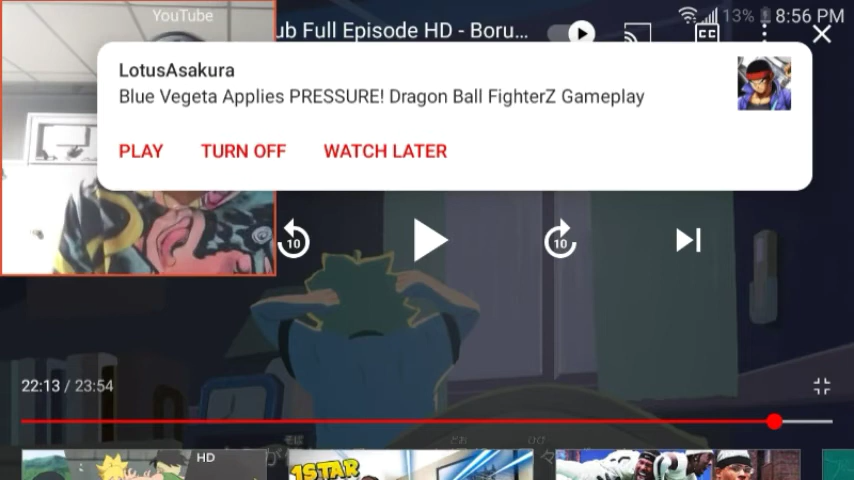 YouTube
ub Full Episode HD - Boru...
CC
13%
8:56 PM
LotusAsakura
Blue Vegeta Applies PRESSURE! Dragon Ball FighterZ Gameplay
PLAY
TURN OFF
WATCH LATER
10
10
22:13 / 23:54
HD
1STAR